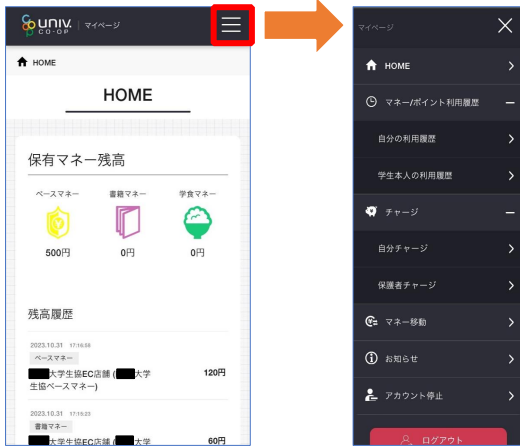 UNIV. CO-OP マイページ
HOME
HOME
保有マネー残高
ベースマネー 書籍マネー 学食マネー
500円 0円 0円
残高履歴
2023.10.31 17:16:58
ベースマネー
大学生協EC店舗 ( 大学 120円
生協ベースマネー)
2023.10.31 17:15:23
書籍マネー
大学生協EC店舗 ( 大学 60円
マイページ
HOME
マネー/ポイント利用履歴
自分の利用履歴
学生本人の利用履歴
チャージ
自分チャージ
保護者チャージ
マネー移動
お知らせ
アカウント停止
ログアウト